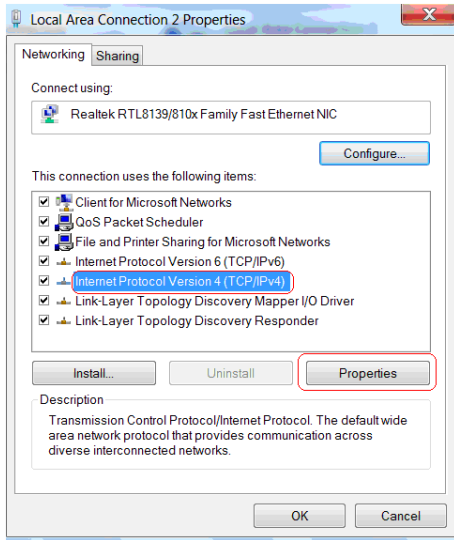 Local Area Connection 2 Properties
Networking Sharing
Connect using:
Realtek RTL8139/810x Family Fast Ethernet NIC
Configure...
This connection uses the following items:
Client for Microsoft Networks
QoS Packet Scheduler
File and Printer Sharing for Microsoft Networks
Internet Protocol Version 6 (TCP/IPv6)
Internet Protocol Version 4 (TCP/IPv4)
Link-Layer Topology Discovery Mapper I/O Driver
Link-Layer Topology Discovery Responder
Install... Uninstall Properties
Description
Transmission Control Protocol/Internet Protocol. The default wide
area network protocol that provides communication across
diverse interconnected networks.
OK Cancel